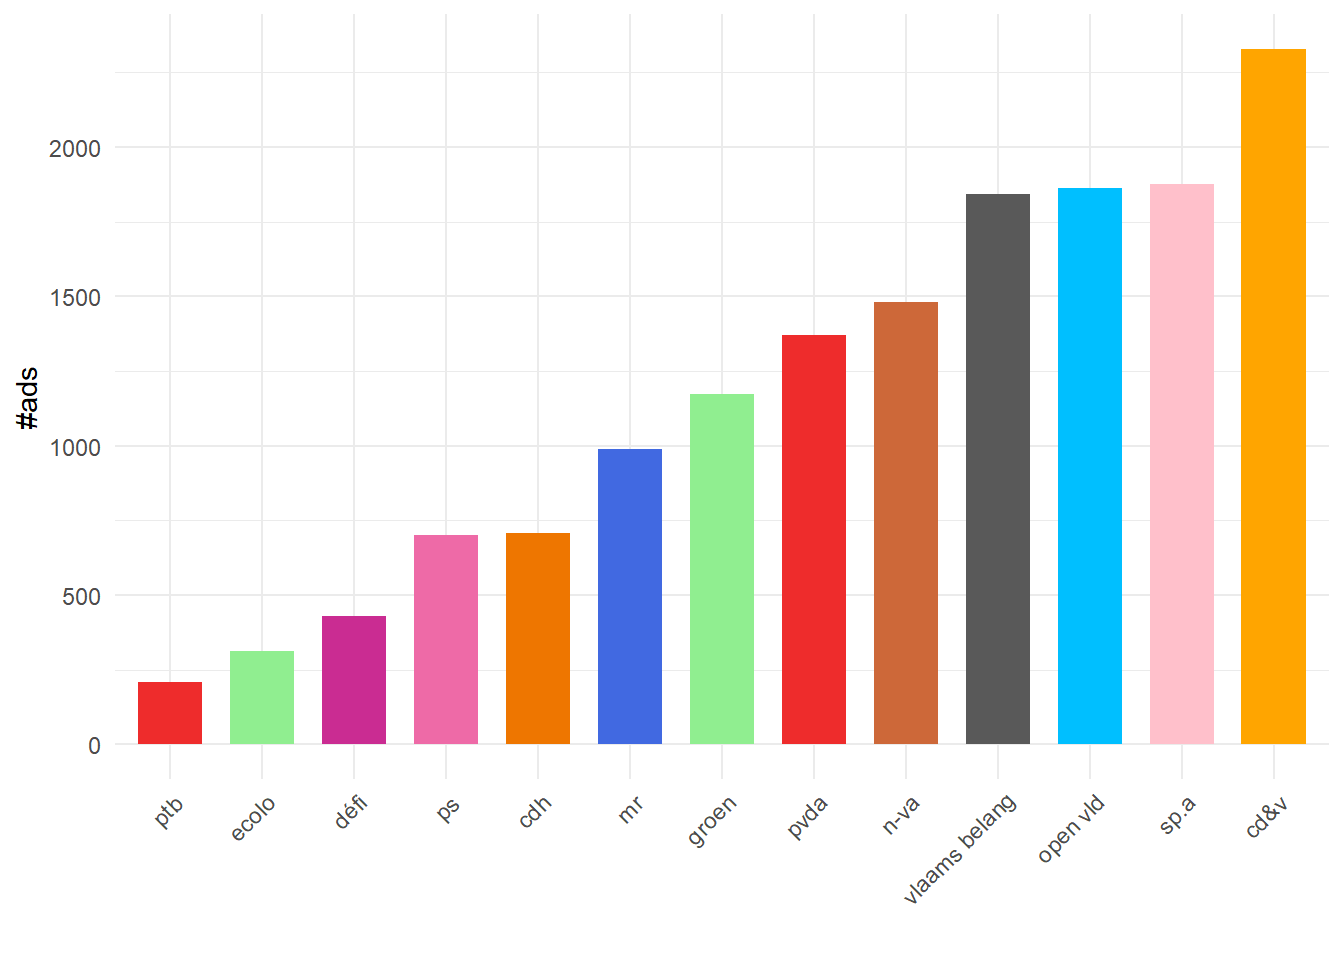 #ads
2000
1500
1000
500
0
ptb
ecolo
défi
ps
cdh
mr
groen
pvda
n-va
vlaams belang
open vld
sp.a
cd&v